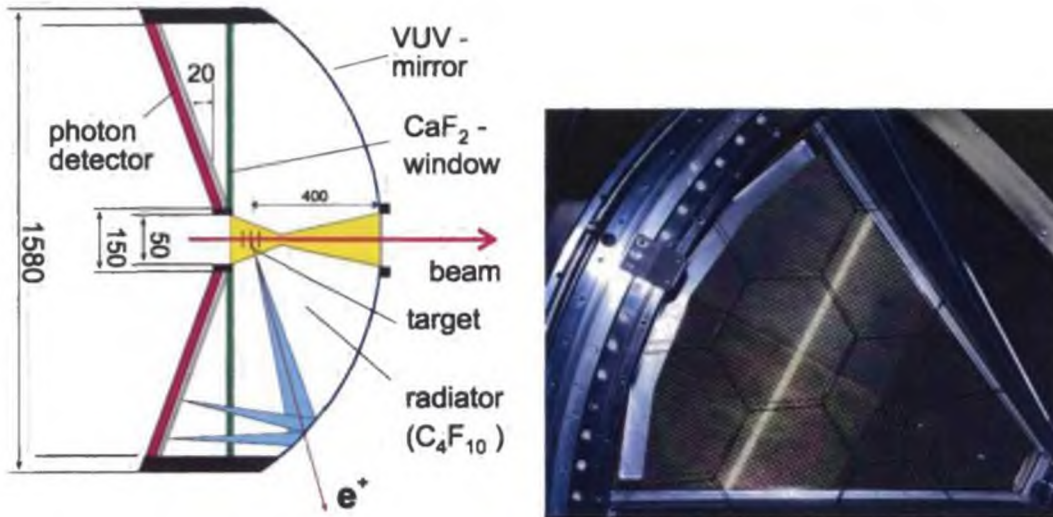 VUV -
mirror
20
CaF₂ -
window
photon
detector
400
1580
150
50
beam
target
radiator
(C₄F₁₀ )
e⁺